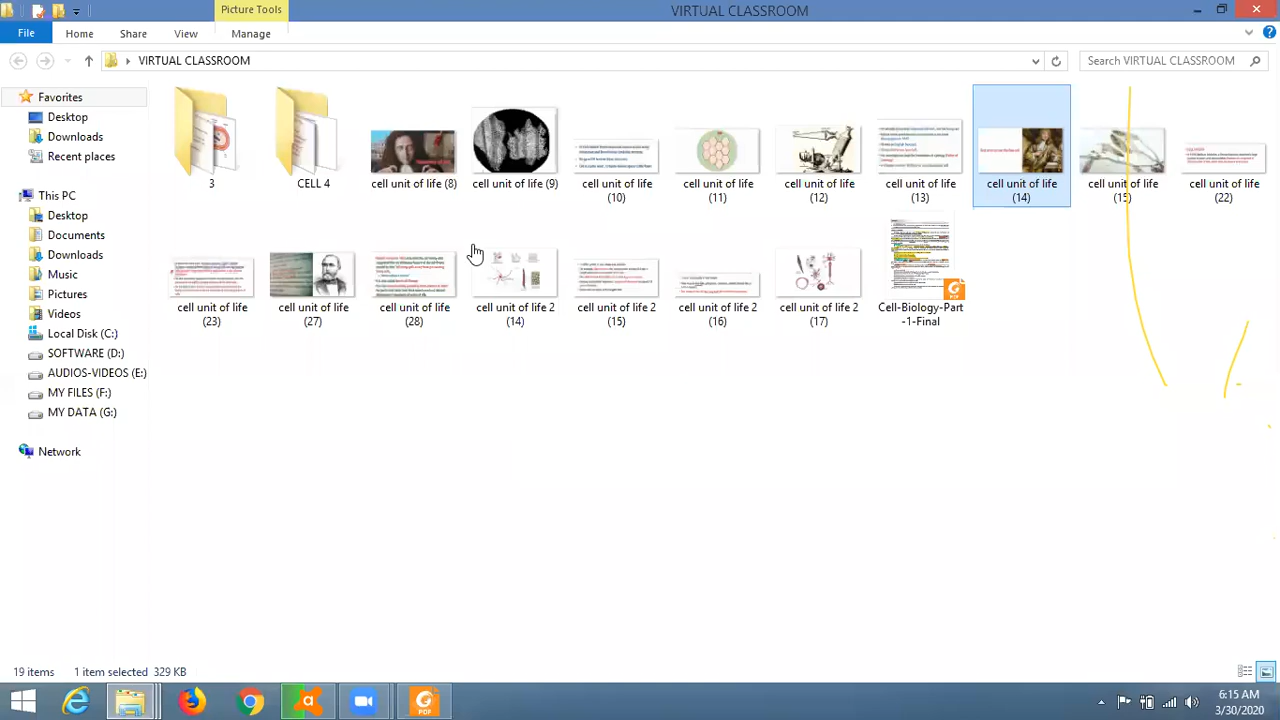 Picture Tools
VIRTUAL CLASSROOM
File Home Share View Manage
VIRTUAL CLASSROOM
Search VIRTUAL CLASSROOM
Favorites
Desktop
Downloads
Recent places
This PC
Desktop
Documents
Downloads
Music
Pictures
Videos
Local Disk (C:)
SOFTWARE (D:)
AUDIOS-VIDEOS (E:)
MY FILES (F:)
MY DATA (G:)
Network
3
CELL 4
cell unit of life (8)
cell unit of life (9)
cell unit of life
(10)
cell unit of life
(11)
cell unit of life
(12)
cell unit of life
(13)
cell unit of life
(14)
cell unit of life
(15)
cell unit of life
(22)
cell unit of life
(23)
cell unit of life
(27)
cell unit of life
(28)
cell unit of life 2
(14)
cell unit of life 2
(15)
cell unit of life 2
(16)
cell unit of life 2
(17)
Cell-Biology-Part
-1-Final
PDF
19 items 1 item selected 329 KB
PDF
6:15 AM
3/30/2020